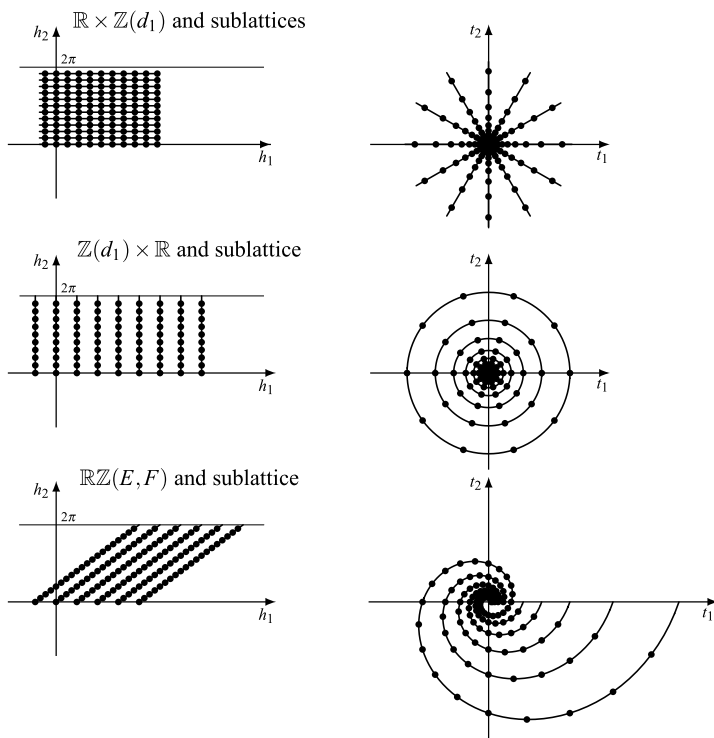 ℝ × ℤ(d₁) and sublattices
h₂
2π
h₁
t₂
t₁
ℤ(d₁) × ℝ and sublattice
h₂
2π
h₁
t₂
t₁
ℝℤ(E, F) and sublattice
h₂
2π
h₁
t₂
t₁